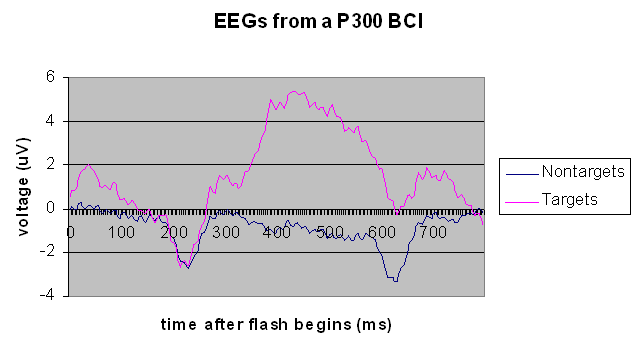 EEGs from a P300 BCI
voltage (uV)
6
4
2
0
-2
-4
0 100 200 300 400 500 600 700
time after flash begins (ms)
Nontargets
Targets